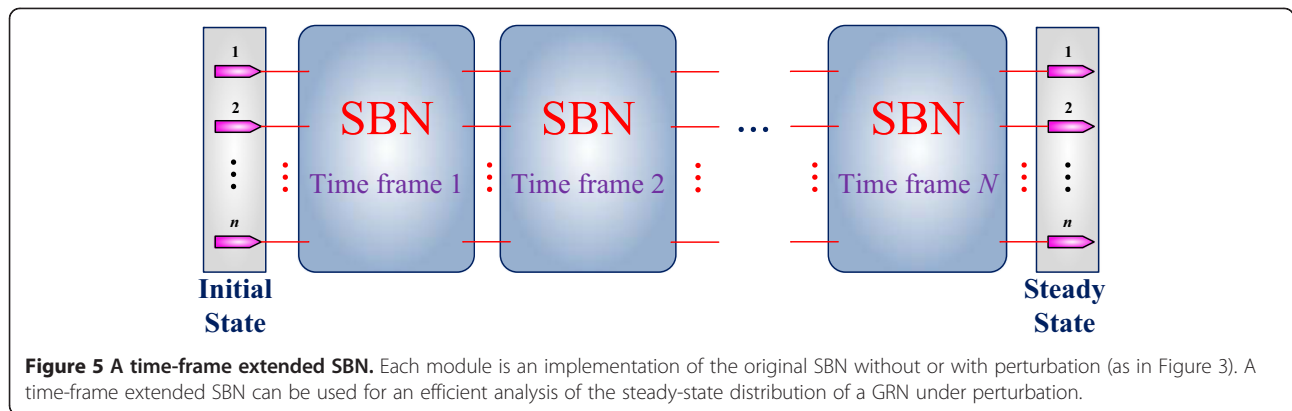 1
2
⋮
n
Initial
State
⋮
SBN
Time frame 1
⋮
SBN
Time frame 2
⋮
...
⋮
SBN
Time frame N
⋮
1
2
⋮
n
Steady
State
Figure 5 A time-frame extended SBN. Each module is an implementation of the original SBN without or with perturbation (as in Figure 3). A
time-frame extended SBN can be used for an efficient analysis of the steady-state distribution of a GRN under perturbation.